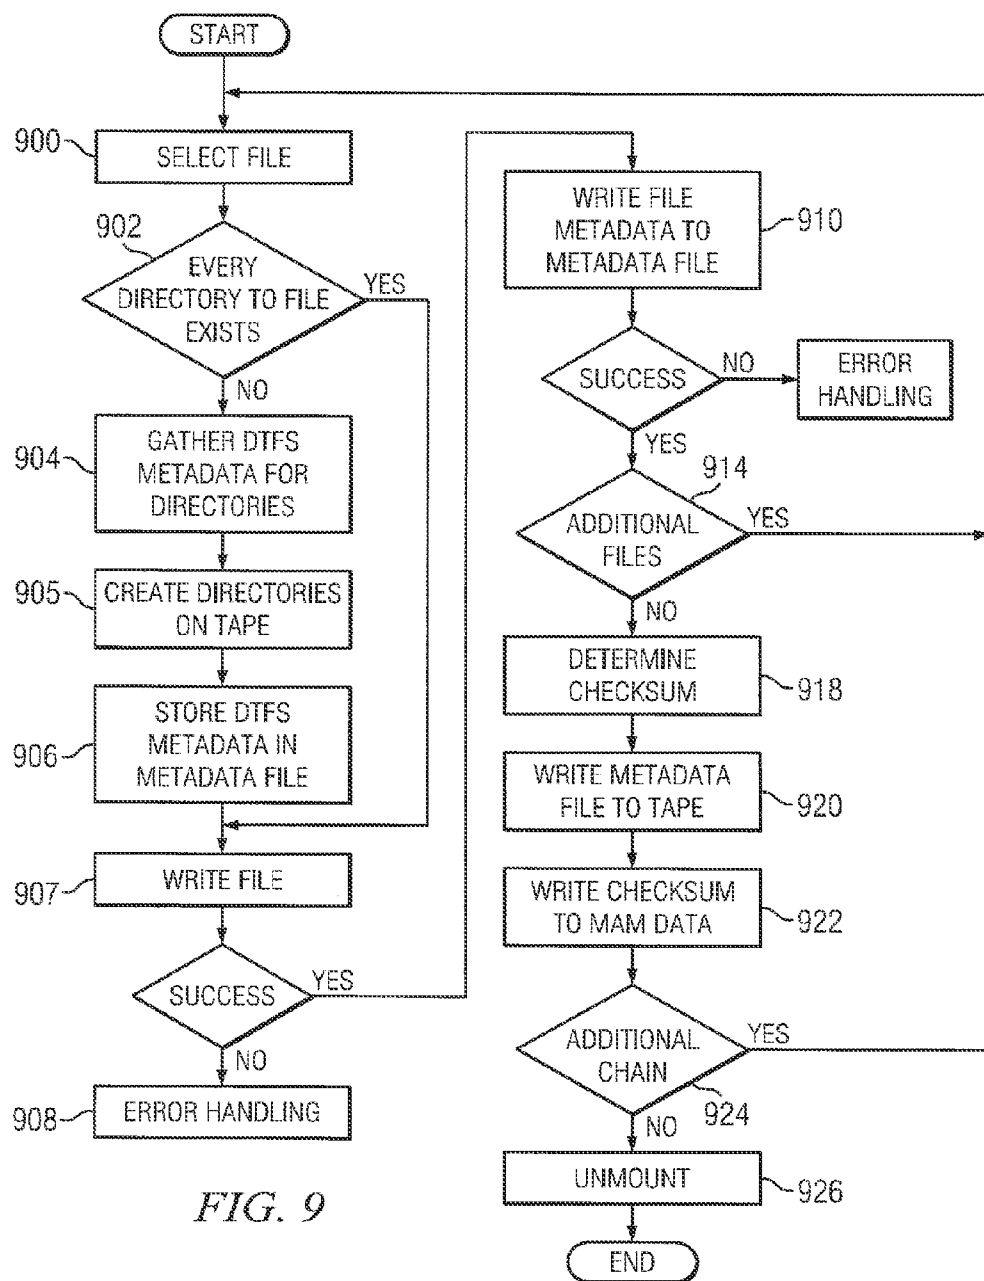 START
900
SELECT FILE
902
EVERY
DIRECTORY TO FILE
EXISTS
YES
NO
904
GATHER DTFS
METADATA FOR
DIRECTORIES
905
CREATE DIRECTORIES
ON TAPE
906
STORE DTFS
METADATA IN
METADATA FILE
907
WRITE FILE
SUCCESS
YES
NO
908
ERROR HANDLING
FIG. 9
WRITE FILE
METADATA TO
METADATA FILE
910
SUCCESS
NO
ERROR
HANDLING
YES
914
ADDITIONAL
FILES
YES
NO
DETERMINE
CHECKSUM
918
WRITE METADATA
FILE TO TAPE
920
WRITE CHECKSUM
TO MAM DATA
922
ADDITIONAL
CHAIN
YES
924
NO
UNMOUNT
926
END